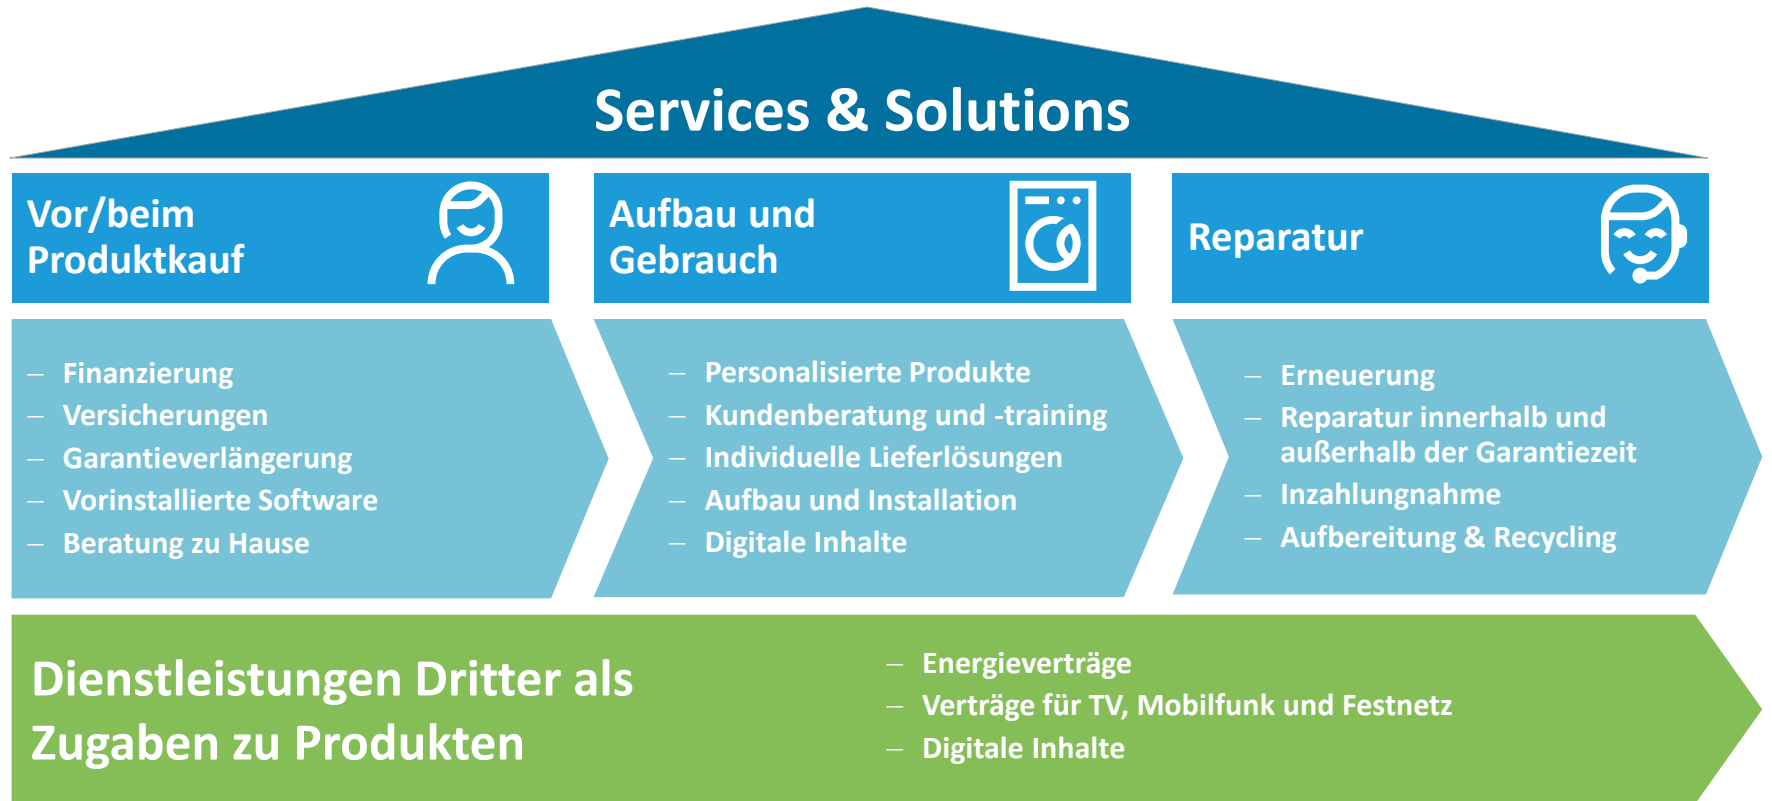 Services & Solutions
Vor/beim
Produktkauf
Aufbau und
Gebrauch
Reparatur
– Finanzierung
– Versicherungen
– Garantieverlängerung
– Vorinstallierte Software
– Beratung zu Hause
– Personalisierte Produkte
– Kundenberatung und -training
– Individuelle Lieferlösungen
– Aufbau und Installation
– Digitale Inhalte
– Erneuerung
– Reparatur innerhalb und
außerhalb der Garantiezeit
– Inzahlungnahme
– Aufbereitung & Recycling
Dienstleistungen Dritter als
Zugaben zu Produkten
– Energieverträge
– Verträge für TV, Mobilfunk und Festnetz
– Digitale Inhalte